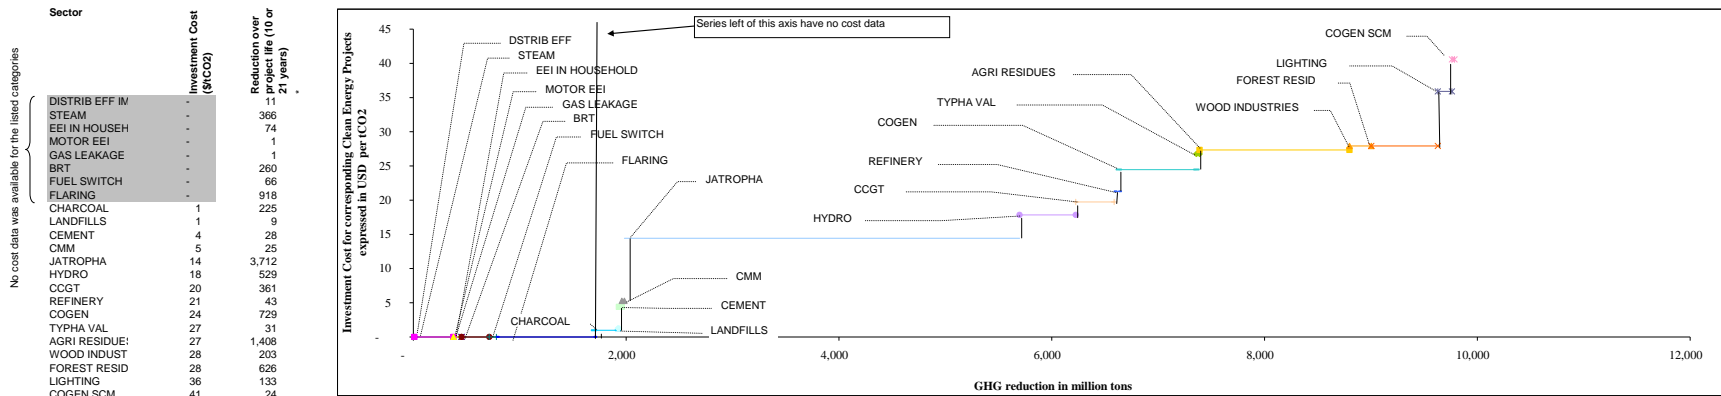 No cost data was available for the listed categories
Sector
Investment Cost ($/tCO2)
Reduction over project life (10 or 21 years)
DISTRIB EFF IM - 11
STEAM - 366
EEI IN HOUSEH - 74
MOTOR EEI - 1
GAS LEAKAGE - 1
BRT - 260
FUEL SWITCH - 66
FLARING - 918
CHARCOAL 1 225
LANDFILLS 1 9
CEMENT 4 28
CMM 5 25
JATROPHA 14 3,712
HYDRO 18 529
CCGT 20 361
REFINERY 21 43
COGEN 24 729
TYPHA VAL 27 31
AGRI RESIDUES 27 1,408
WOOD INDUST 28 203
FOREST RESID 28 626
LIGHTING 36 133
COGEN SCM 41 24
Investment Cost for corresponding Clean Energy Projects
expressed in USD per tCO2
45
40
35
30
25
20
15
10
5
-
Series left of this axis have no cost data
DSTRIB EFF
STEAM
EEI IN HOUSEHOLD
MOTOR EEI
GAS LEAKAGE
BRT
FUEL SWITCH
FLARING
JATROPHA
CMM
CEMENT
LANDFILLS
CHARCOAL
HYDRO
CCGT
REFINERY
COGEN
TYPHA VAL
AGRI RESIDUES
WOOD INDUSTRIES
FOREST RESID
LIGHTING
COGEN SCM
- 2,000 4,000 6,000 8,000 10,000 12,000
GHG reduction in million tons